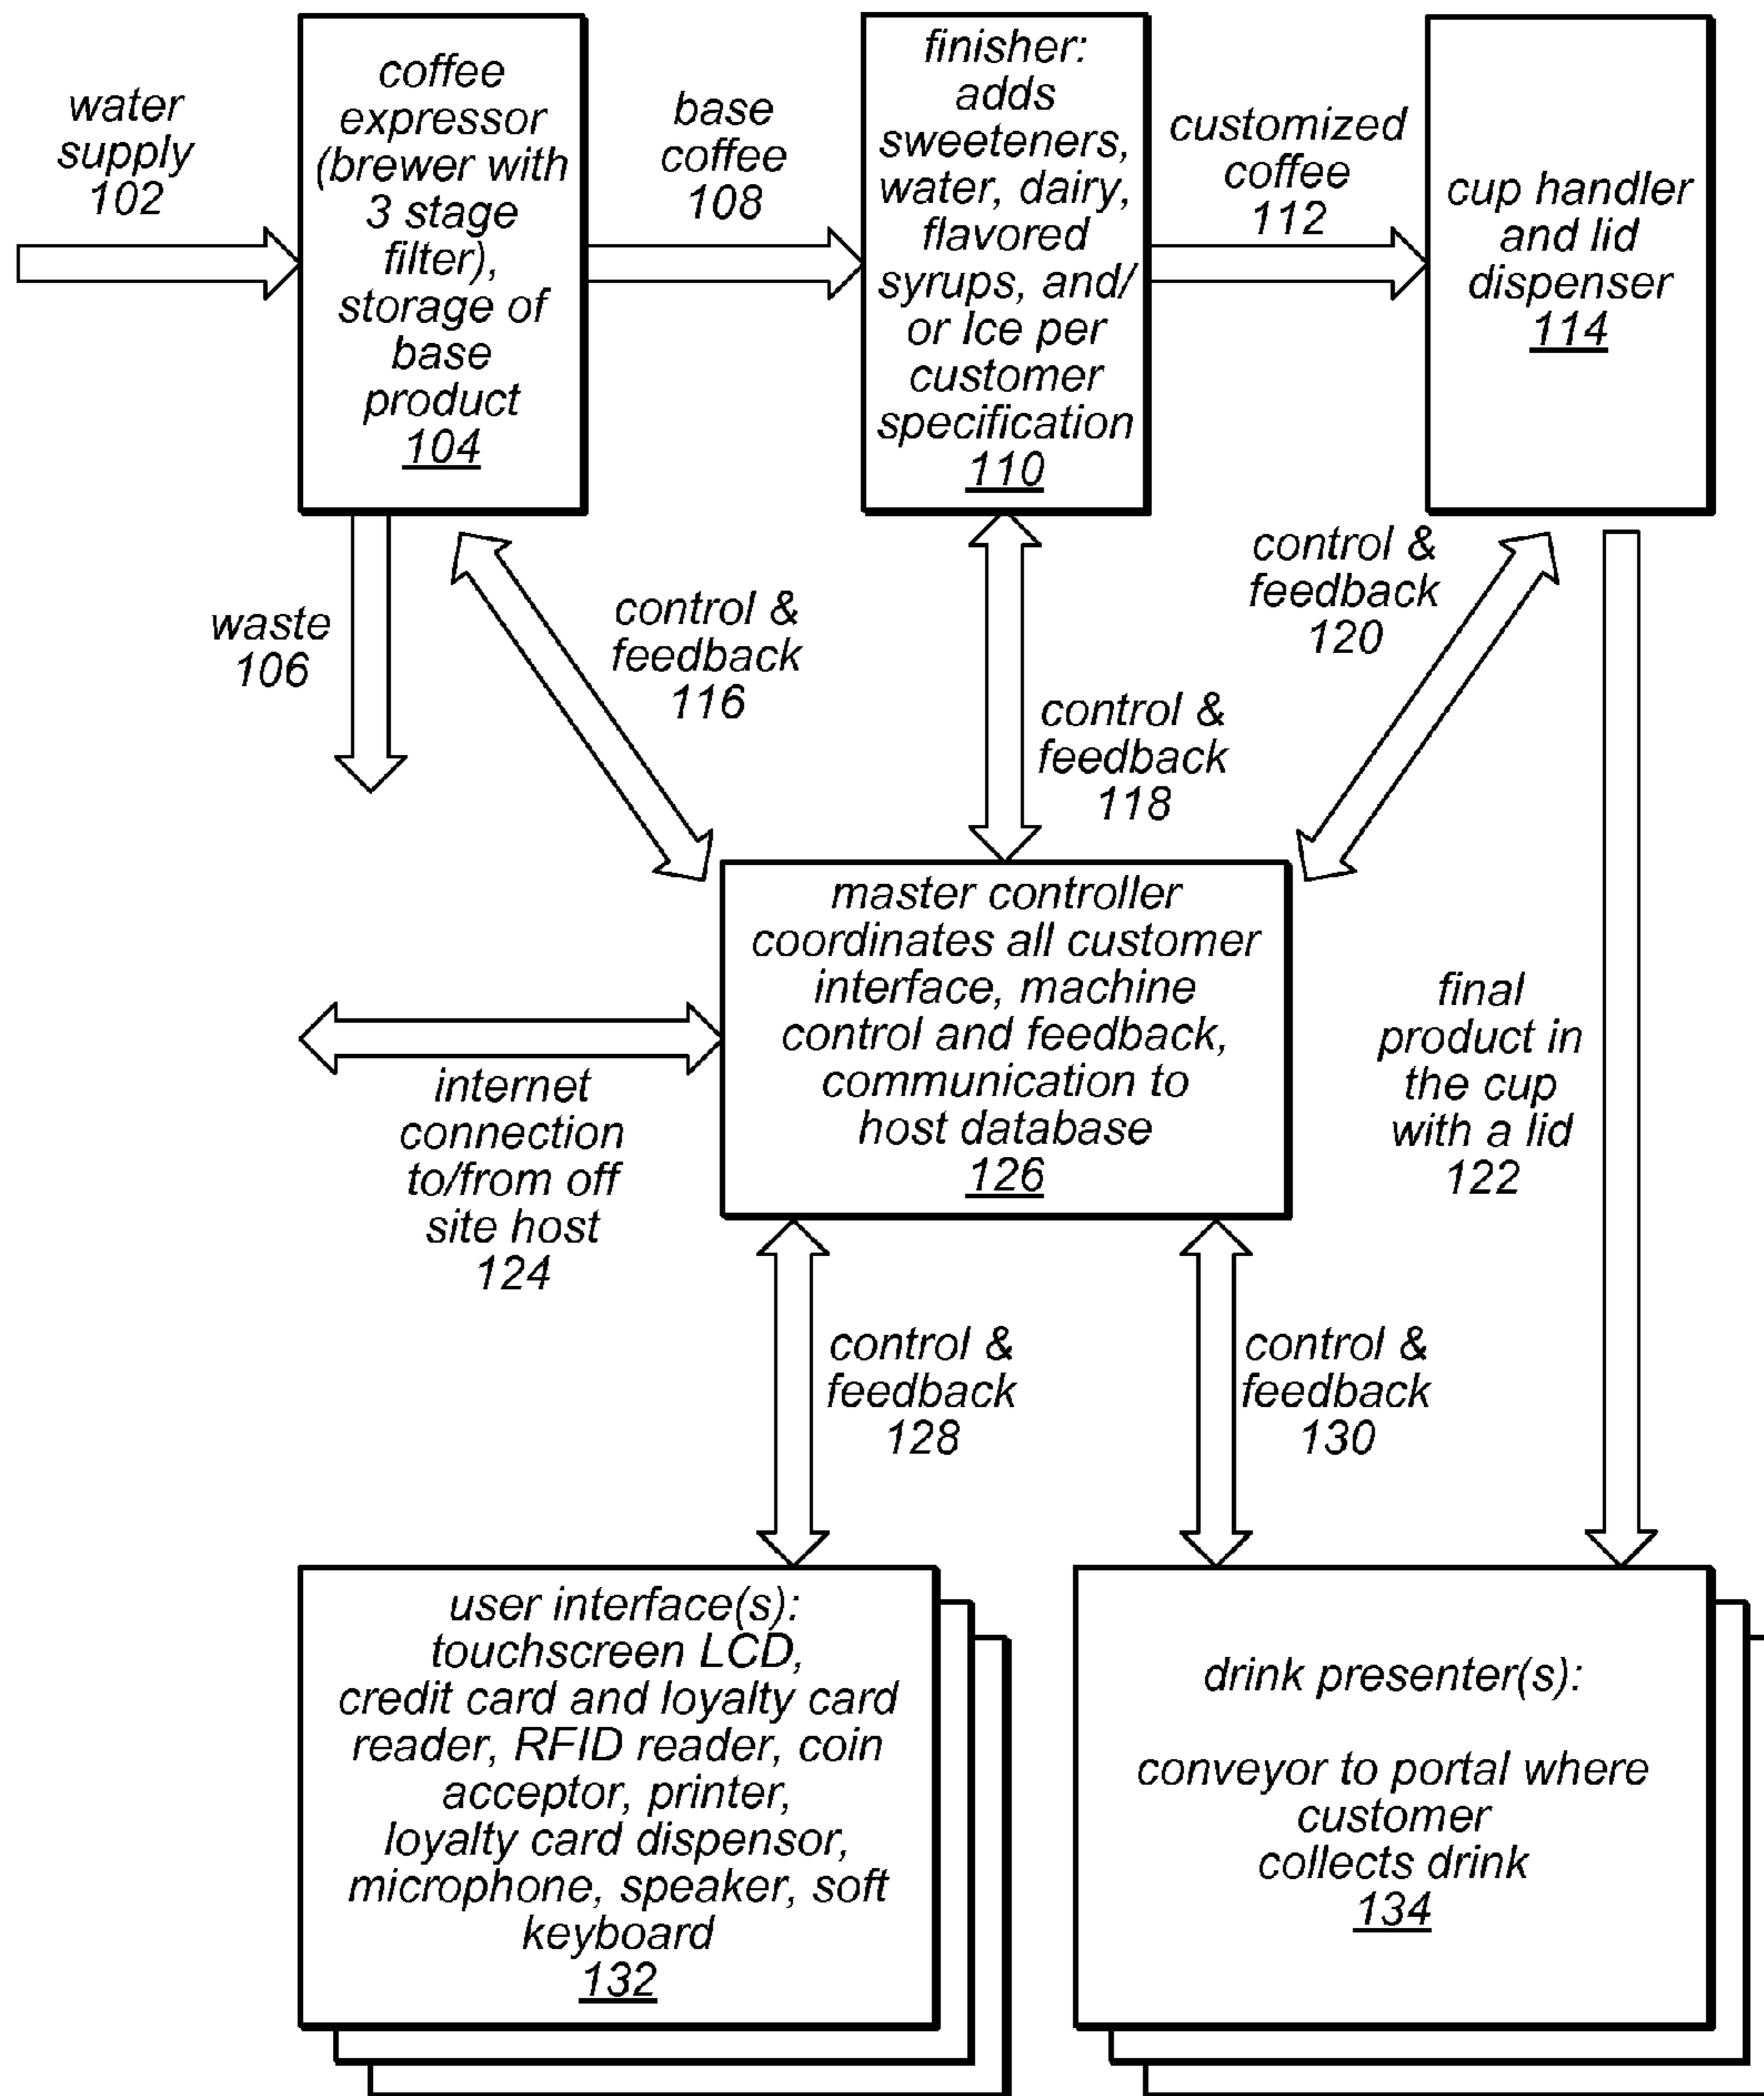 water
supply
102
coffee
expressor
(brewer with
3 stage
filter),
storage of
base
product
104
base
coffee
108
finisher:
adds
sweeteners,
water, dairy,
flavored
syrups, and/
or Ice per
customer
specification
110
customized
coffee
112
cup handler
and lid
dispenser
114
waste
106
control &
feedback
116
control &
feedback
118
control &
feedback
120
master controller
coordinates all customer
interface, machine
control and feedback,
communication to
host database
126
internet
connection
to/from off
site host
124
final
product in
the cup
with a lid
122
control &
feedback
128
control &
feedback
130
user interface(s):
touchscreen LCD,
credit card and loyalty card
reader, RFID reader, coin
acceptor, printer,
loyalty card dispensor,
microphone, speaker, soft
keyboard
132
drink presenter(s):
conveyor to portal where
customer
collects drink
134